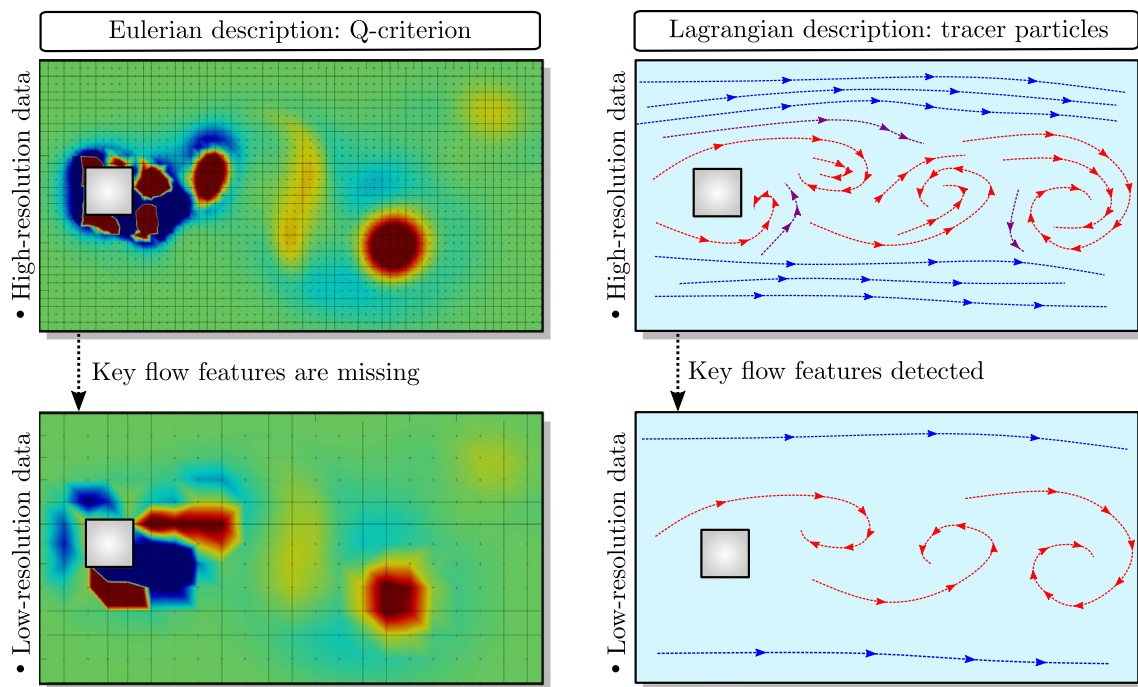 Eulerian description: Q-criterion
Lagrangian description: tracer particles
• High-resolution data
• High-resolution data
Key flow features are missing
Key flow features detected
• Low-resolution data
• Low-resolution data